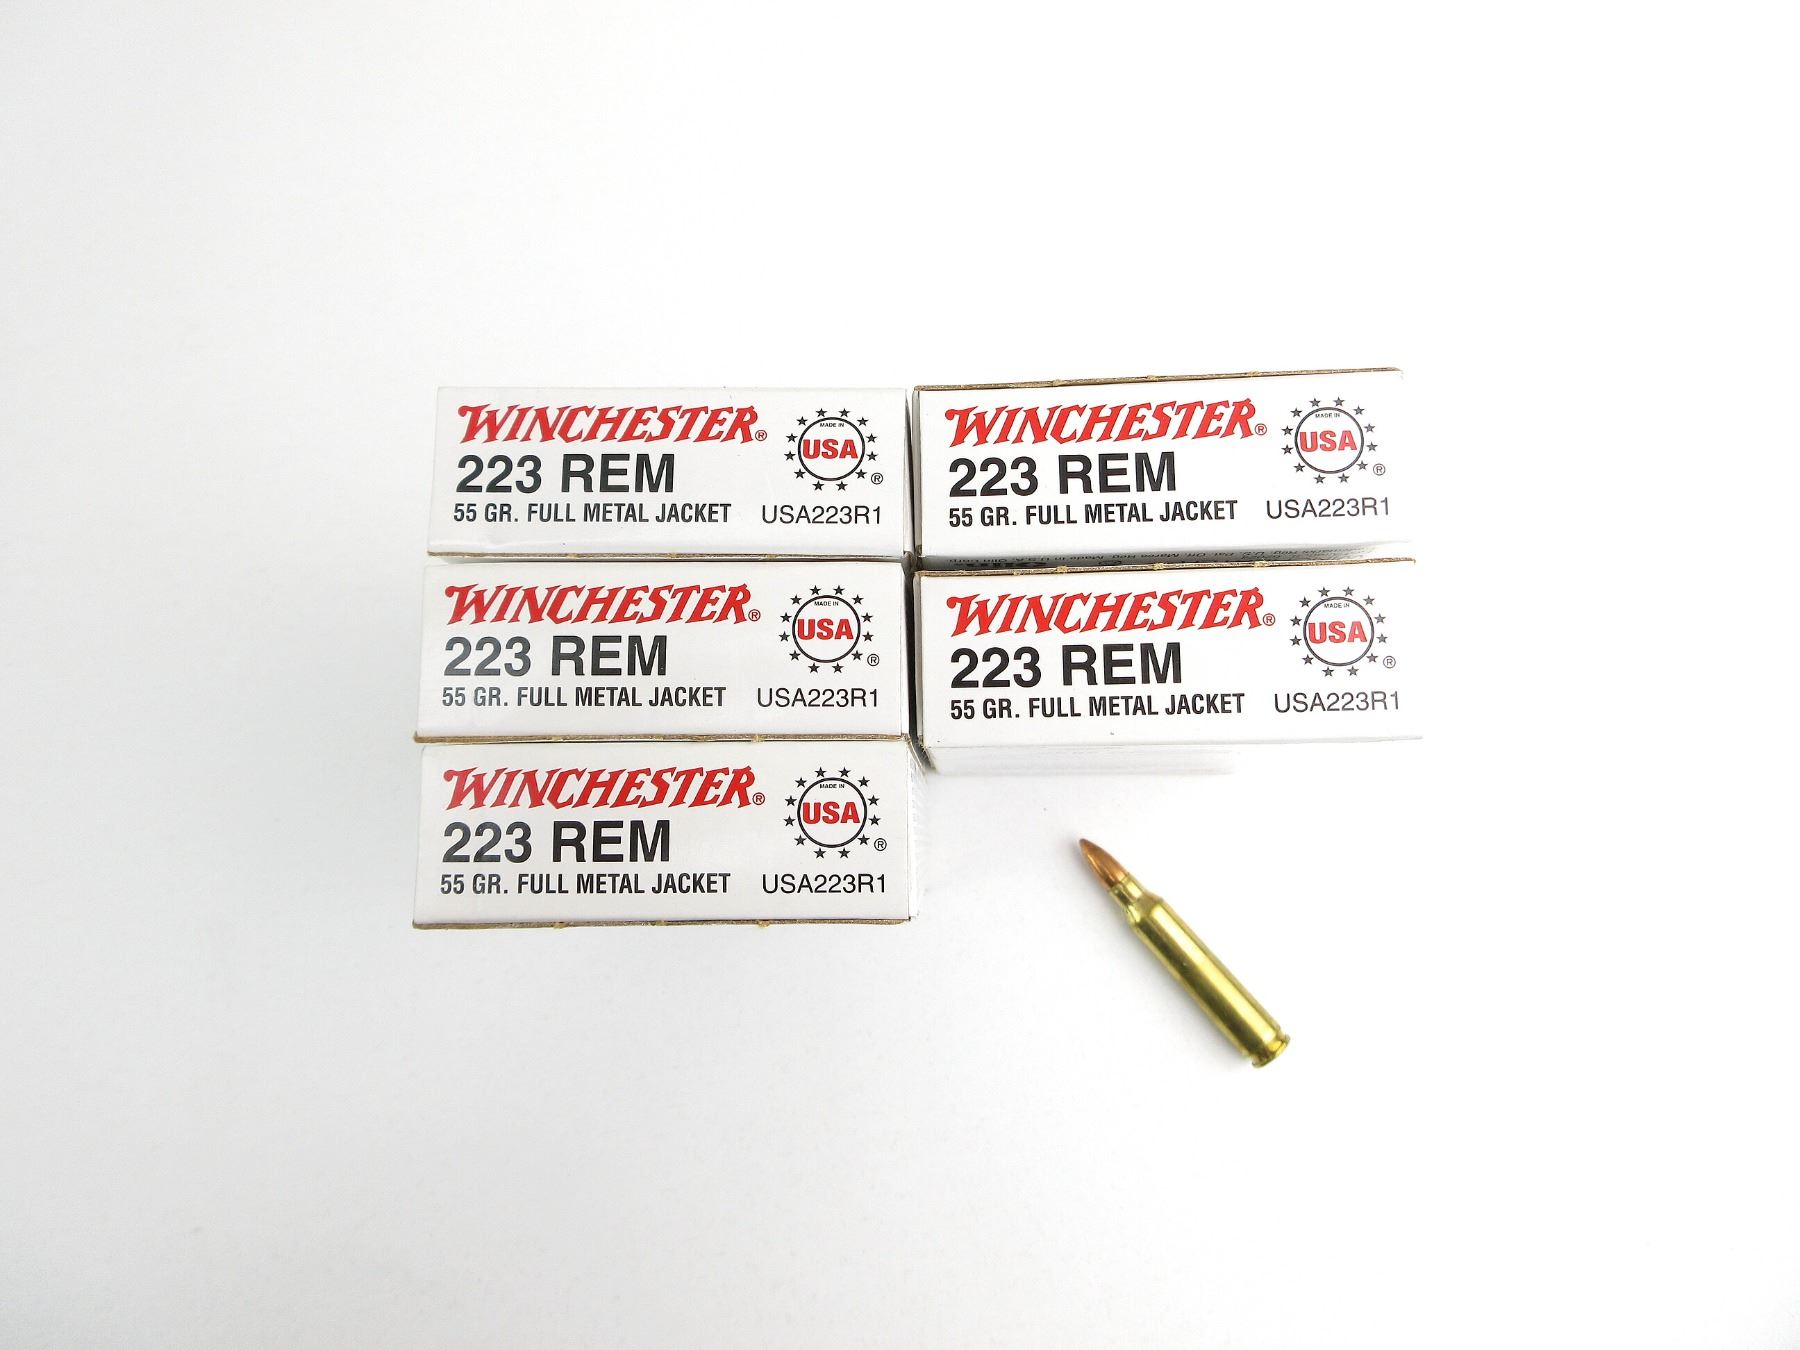 WINCHESTER®
MADE IN
USA
®
223 REM
55 GR. FULL METAL JACKET
USA223R1
WINCHESTER®
MADE IN
USA
®
223 REM
55 GR. FULL METAL JACKET
USA223R1
WINCHESTER®
MADE IN
USA
®
223 REM
55 GR. FULL METAL JACKET
USA223R1
WINCHESTER®
MADE IN
USA
®
223 REM
55 GR. FULL METAL JACKET
USA223R1
WINCHESTER®
MADE IN
USA
®
223 REM
55 GR. FULL METAL JACKET
USA223R1